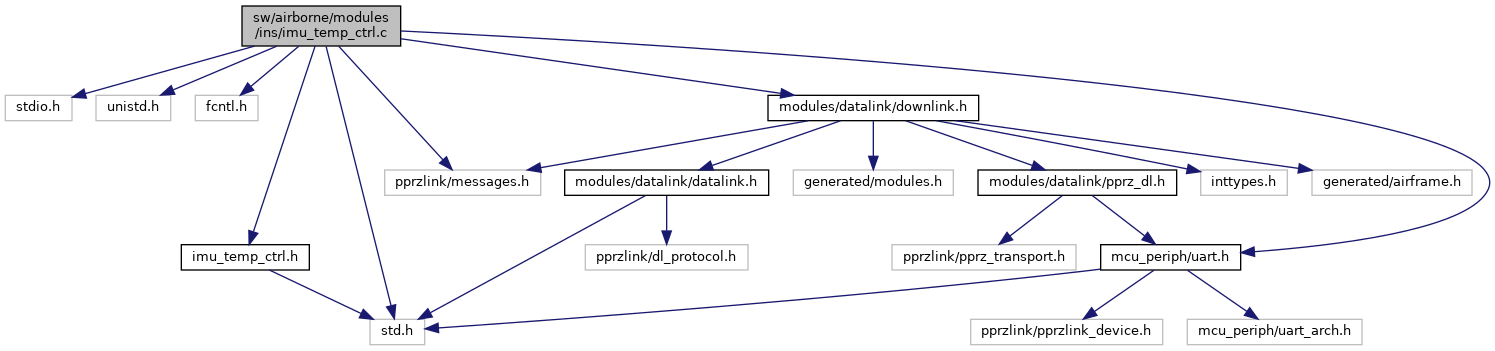 sw/airborne/modules
/ins/imu_temp_ctrl.c
stdio.h
unistd.h
fcntl.h
modules/datalink/downlink.h
pprzlink/messages.h
modules/datalink/datalink.h
generated/modules.h
modules/datalink/pprz_dl.h
inttypes.h
generated/airframe.h
imu_temp_ctrl.h
pprzlink/dl_protocol.h
pprzlink/pprz_transport.h
mcu_periph/uart.h
std.h
pprzlink/pprzlink_device.h
mcu_periph/uart_arch.h